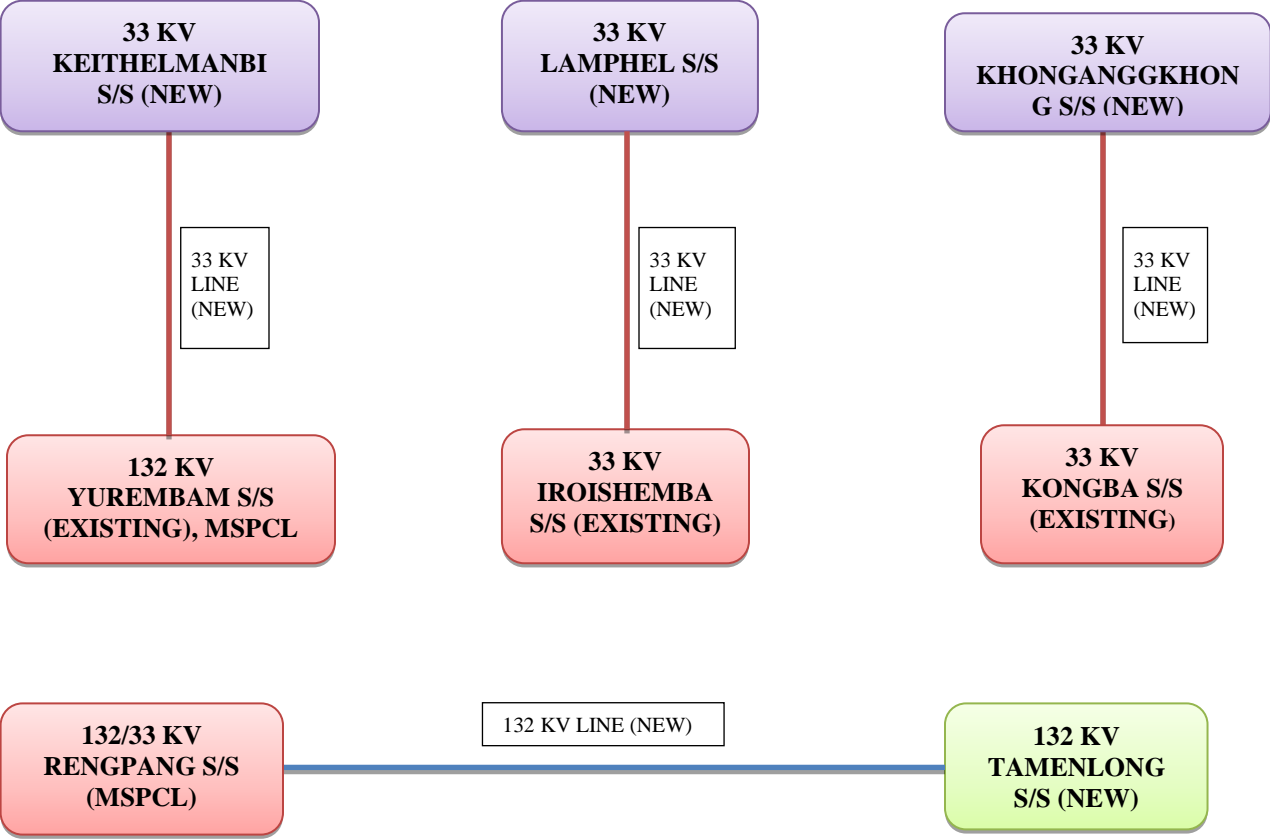 33 KV
KEITHELMANBI
S/S (NEW)
33 KV
LAMPHEL S/S
(NEW)
33 KV
KHONGANGGKHON
G S/S (NEW)
33 KV
LINE
(NEW)
33 KV
LINE
(NEW)
33 KV
LINE
(NEW)
132 KV
YUREMBAM S/S
(EXISTING), MSPCL
33 KV
IROISHEMBA
S/S (EXISTING)
33 KV
KONGBA S/S
(EXISTING)
132/33 KV
RENGPANG S/S
(MSPCL)
132 KV LINE (NEW)
132 KV
TAMENLONG
S/S (NEW)